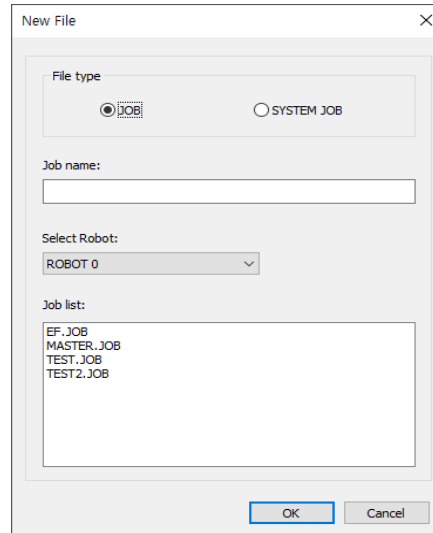 New File
File type
JOB
SYSTEM JOB
Job name:
Select Robot:
ROBOT 0
Job list:
EF.JOB
MASTER.JOB
TEST.JOB
TEST2.JOB
OK
Cancel